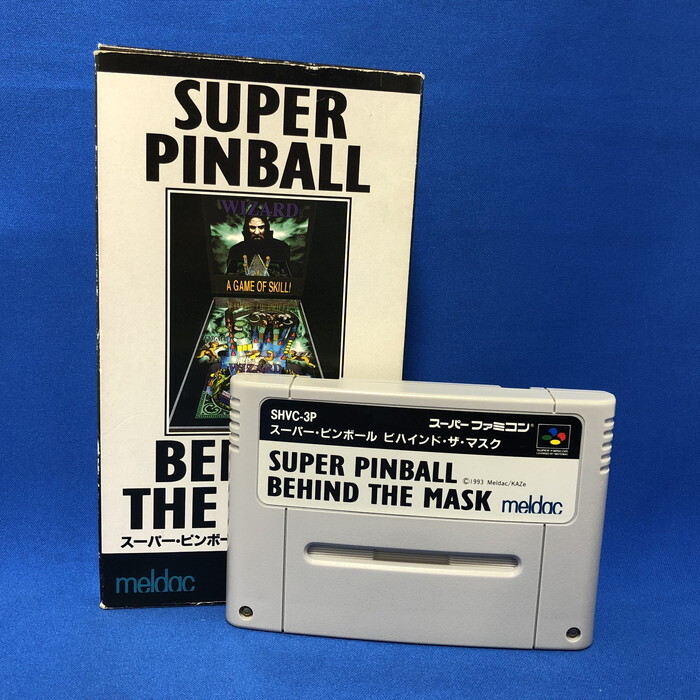 SUPER
PINBALL
WIZARD
A GAME OF SKILL!
BE
THE
スーパー・ピンボー
meldac
SHVC-3P
スーパーファミコン
スーパー・ピンボール ビハインド・ザ・マスク
SUPER PINBALL
BEHIND THE MASK
©1993 Meldac/KAZe
meldac
SUPER FAMICOM